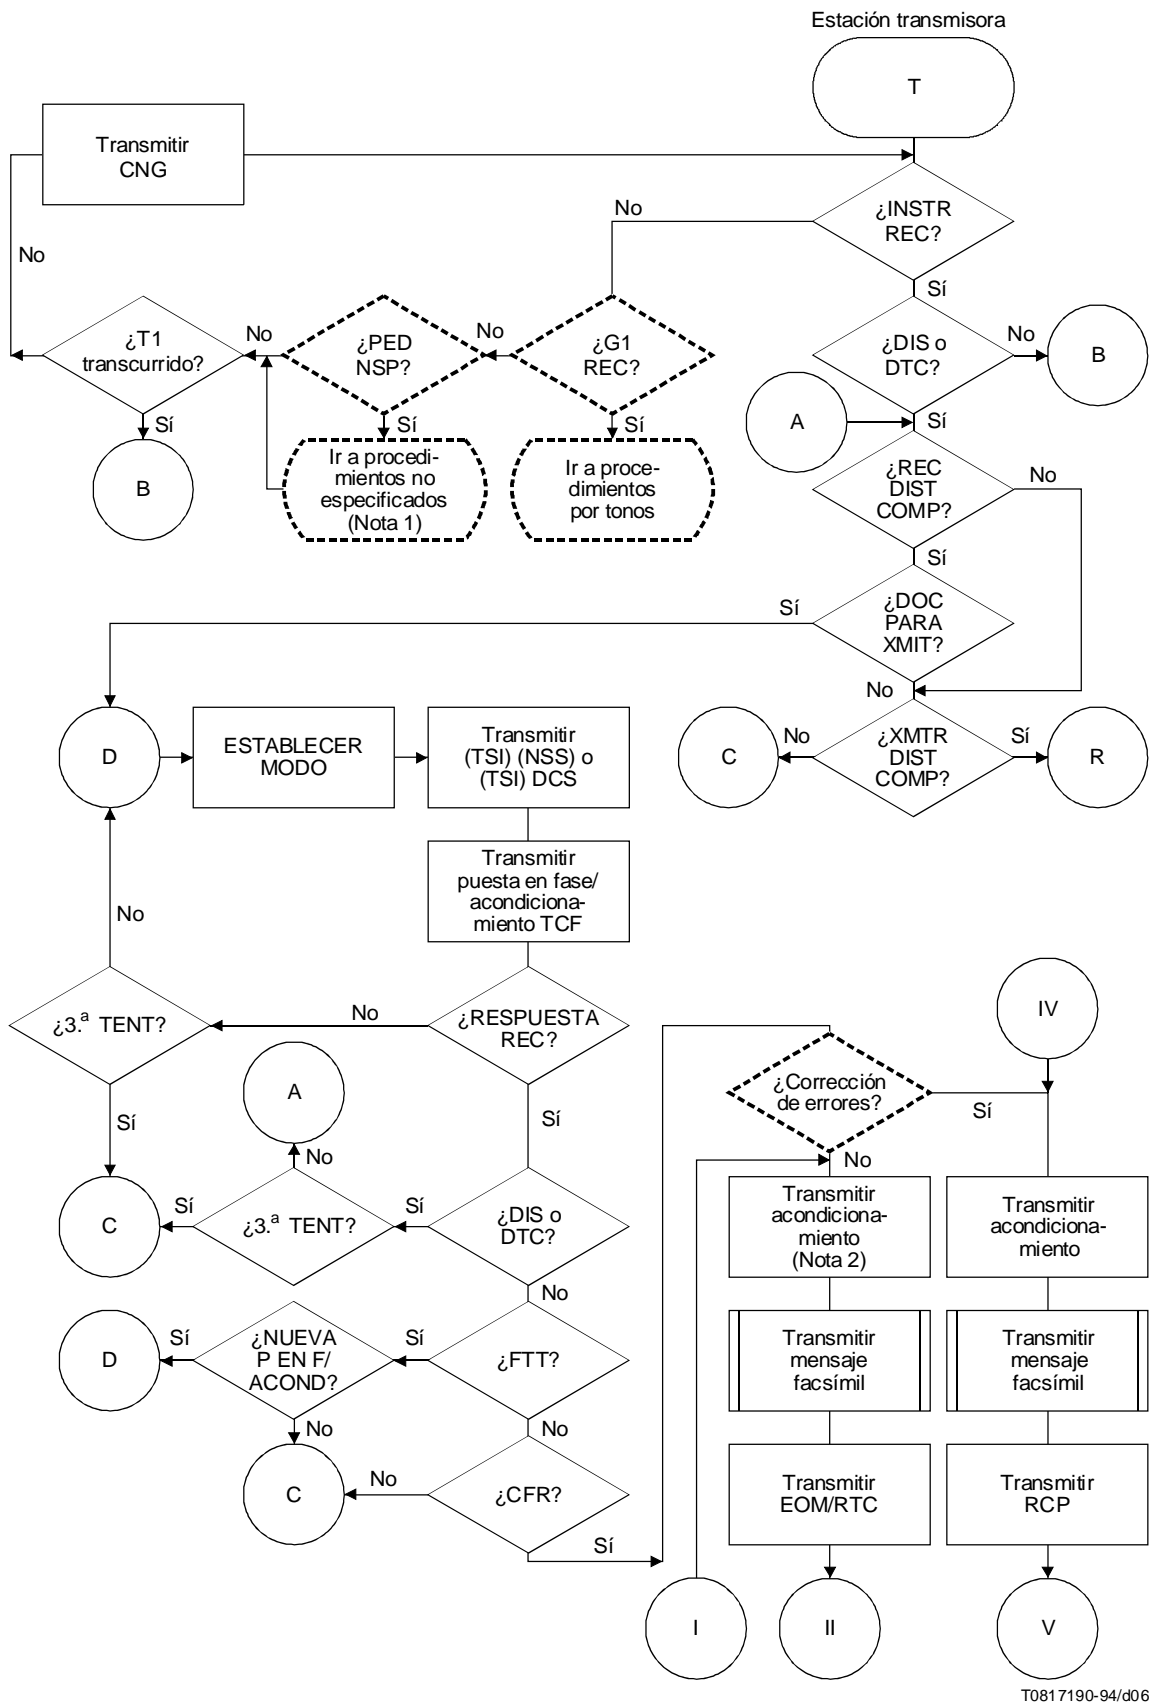 Estación transmisora
T
Transmitir
CNG
¿INSTR
REC?
No
Sí
No
¿T1
transcurrido?
No
¿PED
NSP?
No
¿G1
REC?
¿DIS o
DTC?
No
B
Sí
Sí
Sí
A
Sí
B
Ir a procedi-
mientos no
especificados
(Nota 1)
Ir a proce-
dimientos
por tonos
¿REC
DIST
COMP?
No
Sí
Sí
¿DOC
PARA
XMIT?
No
D
ESTABLECER
MODO
Transmitir
(TSI) (NSS) o
(TSI) DCS
C
No
¿XMTR
DIST
COMP?
Sí
R
Transmitir
puesta en fase/
acondiciona-
miento TCF
No
¿3.ª TENT?
No
¿RESPUESTA
REC?
IV
A
¿Corrección
de errores?
Sí
Sí
Sí
No
No
C
Sí
¿3.ª TENT?
Sí
¿DIS o
DTC?
Transmitir
acondiciona-
miento
(Nota 2)
Transmitir
acondiciona-
miento
No
D
Sí
¿NUEVA
P EN F/
ACOND?
Sí
¿FTT?
Transmitir
mensaje
facsímil
Transmitir
mensaje
facsímil
No
No
C
No
¿CFR?
Transmitir
EOM/RTC
Transmitir
RCP
Sí
I
II
V
T0817190-94/d06